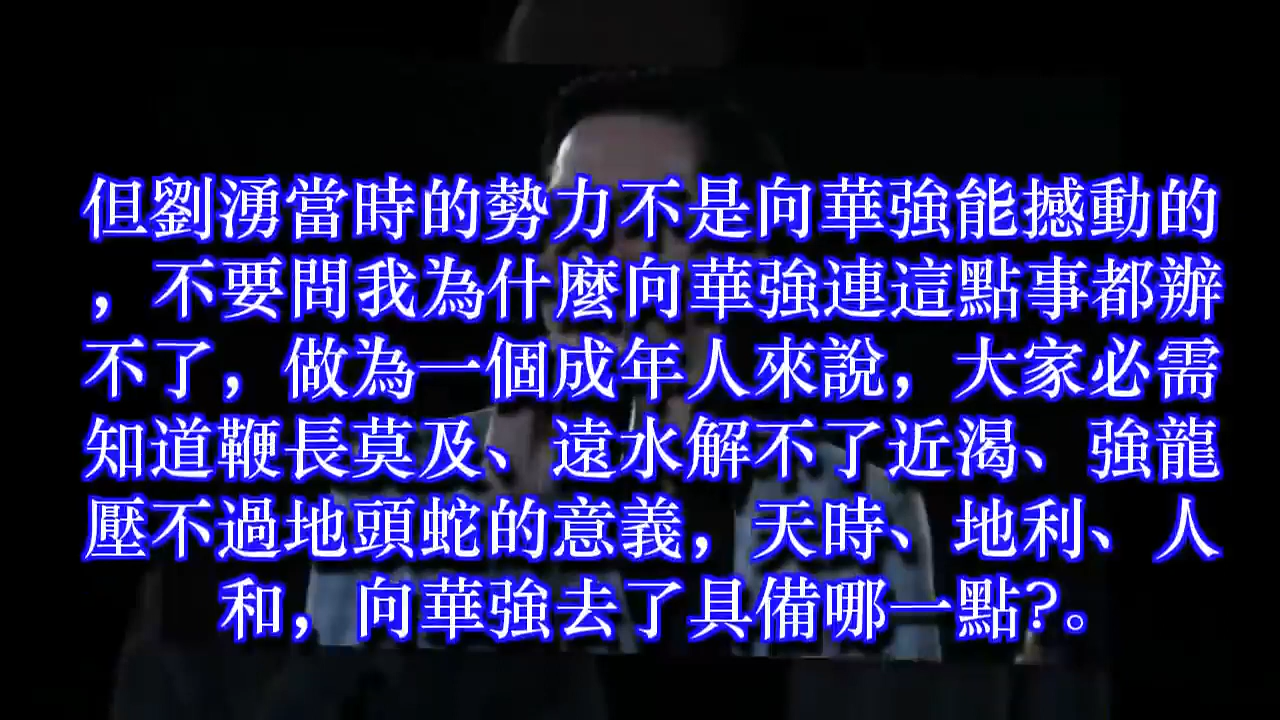 但劉湧當時的勢力不是向華強能撼動的
，不要問我為什麼向華強連這點事都辦
不了，做為一個成年人來說，大家必需
知道鞭長莫及、遠水解不了近渴、強龍
壓不過地頭蛇的意義，天時、地利、人
和，向華強去了具備哪一點?。